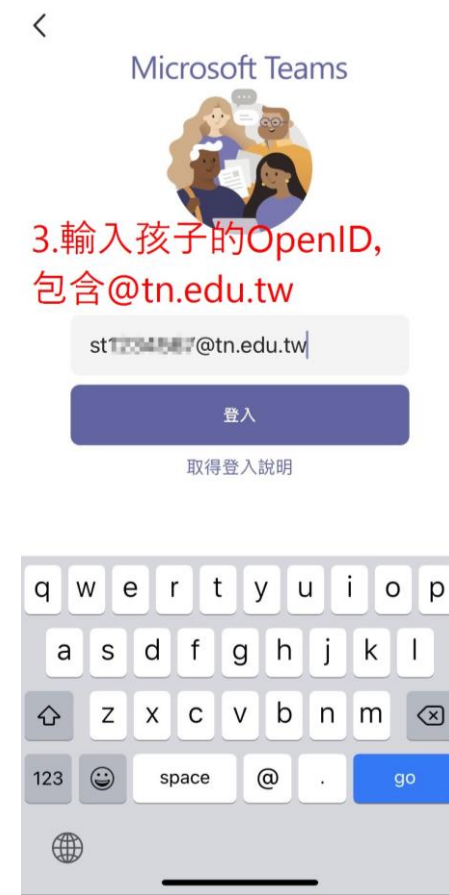 Microsoft Teams
3.輸入孩子的OpenID,
包含@tn.edu.tw
@tn.edu.tw
登入
取得登入說明
q w e r t y u i o p
a s d f g h j k l
z x c v b n m
123 space @ . go